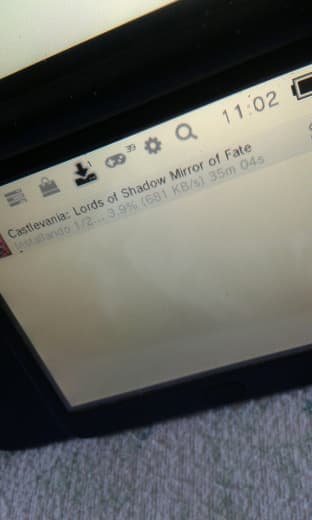 11:02
1
39
Castlevania: Lords of Shadow Mirror of Fate
Installando 1/2... 3.9% (681 KB/s) 35m 04s